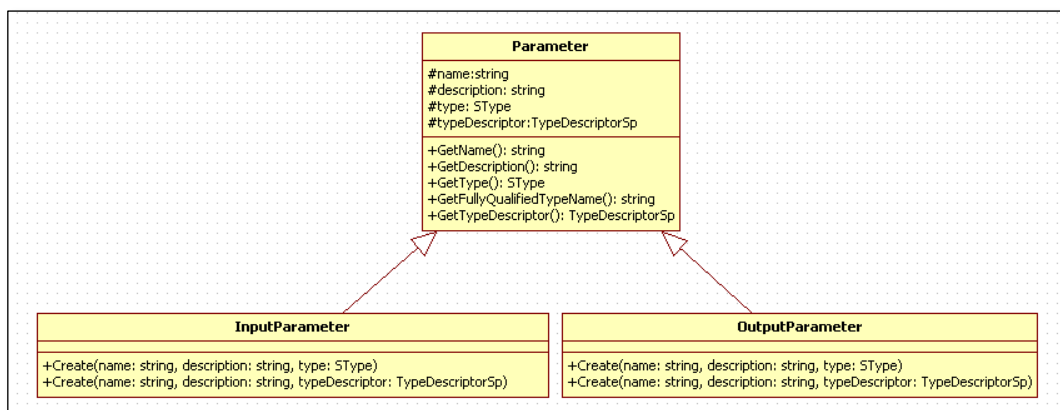 Parameter
#name:string
#description: string
#type: SType
#typeDescriptor:TypeDescriptorSp
+GetName(): string
+GetDescription(): string
+GetType(): SType
+GetFullyQualifiedTypeName(): string
+GetTypeDescriptor(): TypeDescriptorSp
InputParameter
+Create(name: string, description: string, type: SType)
+Create(name: string, description: string, typeDescriptor: TypeDescriptorSp)
OutputParameter
+Create(name: string, description: string, type: SType)
+Create(name: string, description: string, typeDescriptor: TypeDescriptorSp)